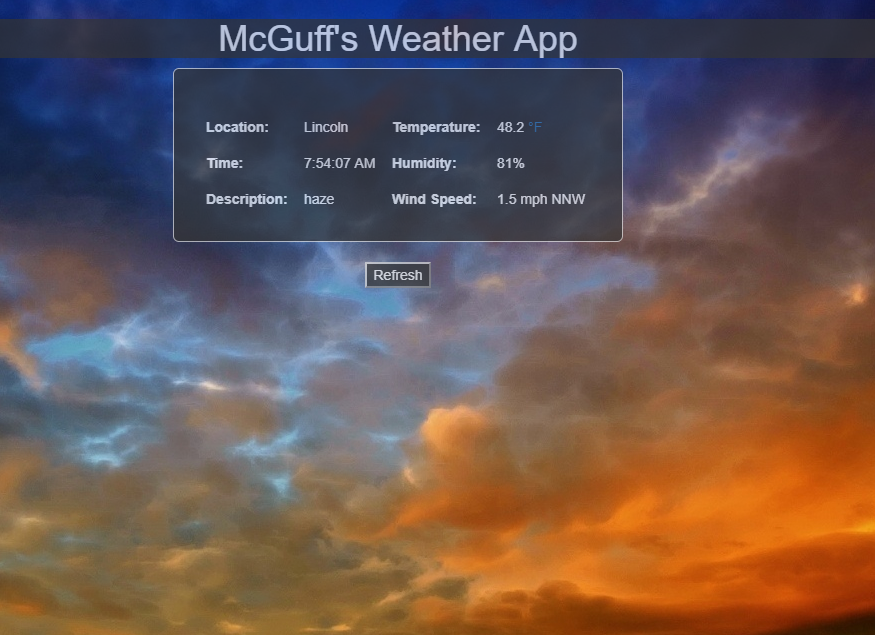 McGuff's Weather App
Location: Lincoln Temperature: 48.2 °F
Time: 7:54:07 AM Humidity: 81%
Description: haze Wind Speed: 1.5 mph NNW
Refresh